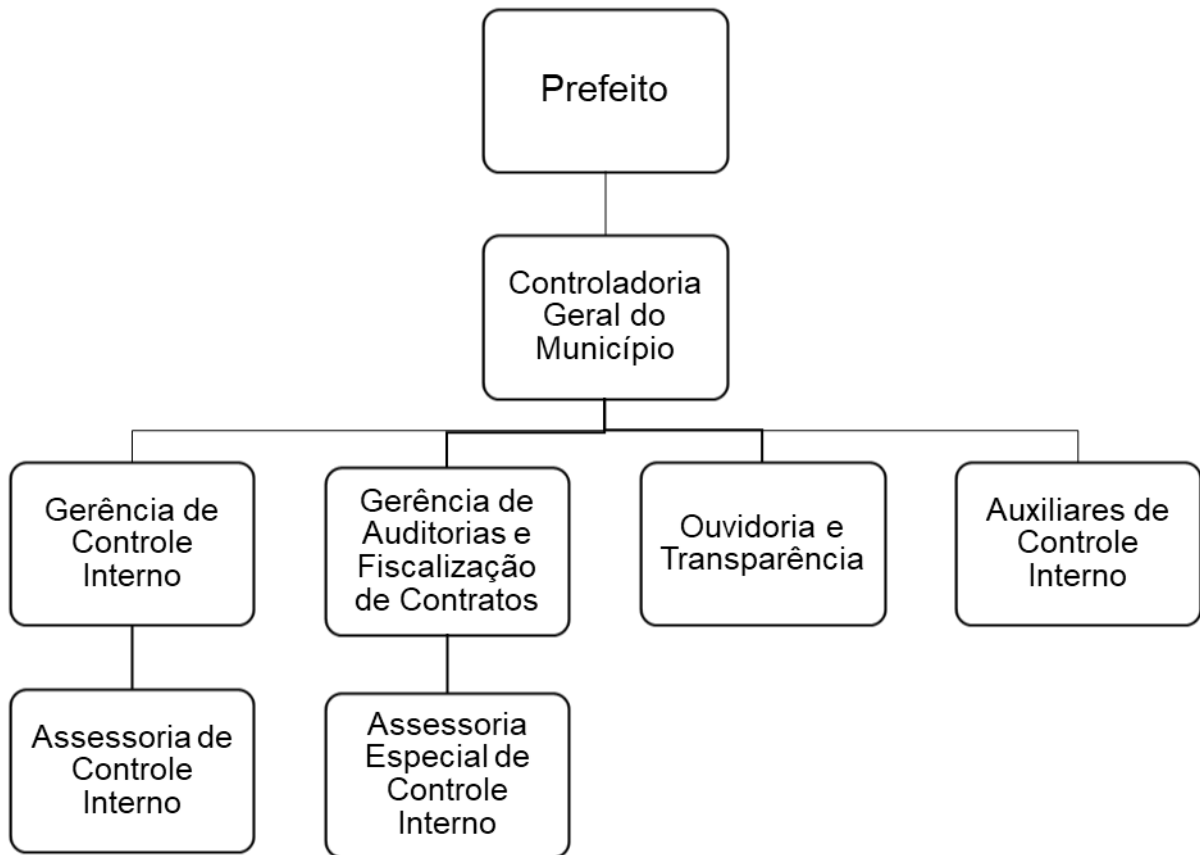 Prefeito
Controladoria
Geral do
Município
Gerência de
Controle
Interno
Gerência de
Auditorias e
Fiscalização
de Contratos
Ouvidoria e
Transparência
Auxiliares de
Controle
Interno
Assessoria de
Controle
Interno
Assessoria
Especial de
Controle
Interno